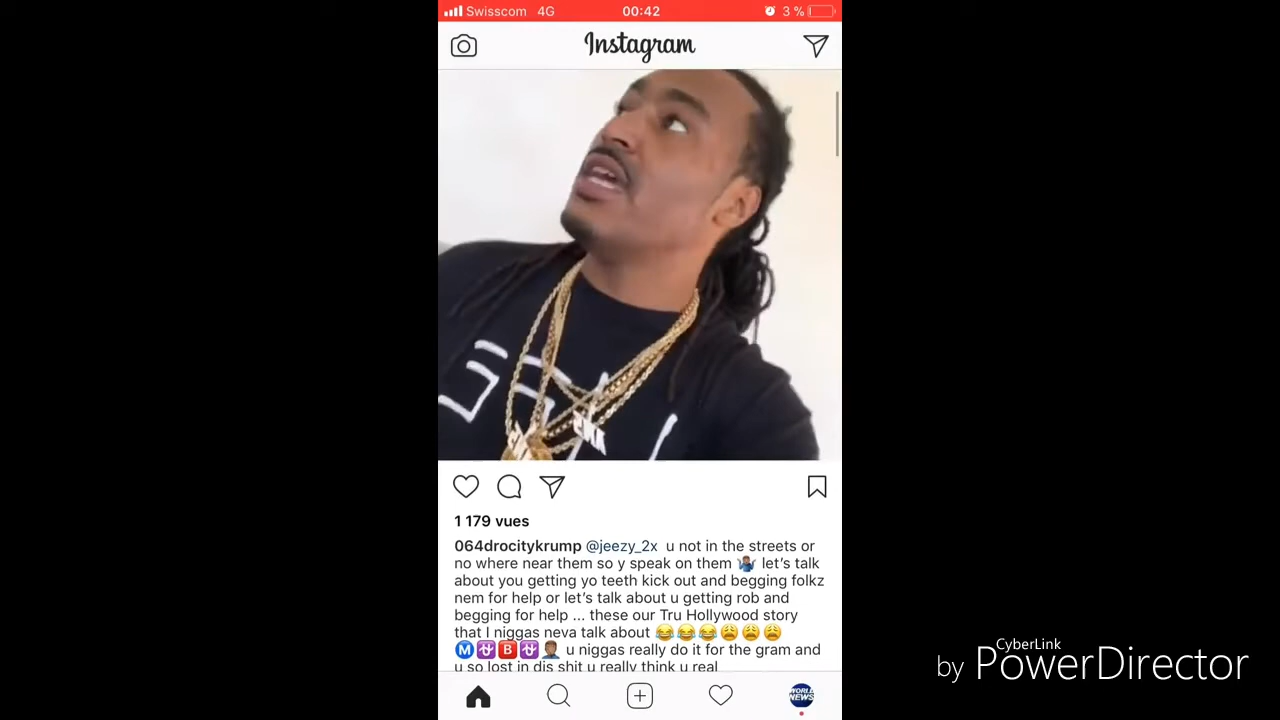 Swisscom 4G 00:42 3 %
Instagram
1 179 vues
064drocitykrump @jeezy_2x u not in the streets or
no where near them so y speak on them 🤷🏽‍♂️ let's talk
about you getting yo teeth kick out and begging folkz
nem for help or let's talk about u getting rob and
begging for help ... these our Tru Hollywood story
that I niggas neva talk about 😂😂😂😩😩😩
Ⓜ️⛎🅱️⛎🤦🏽‍♂️ u niggas really do it for the gram and
u so lost in dis shit u really think u real
WORLD
NEWS
CyberLink
by PowerDirector